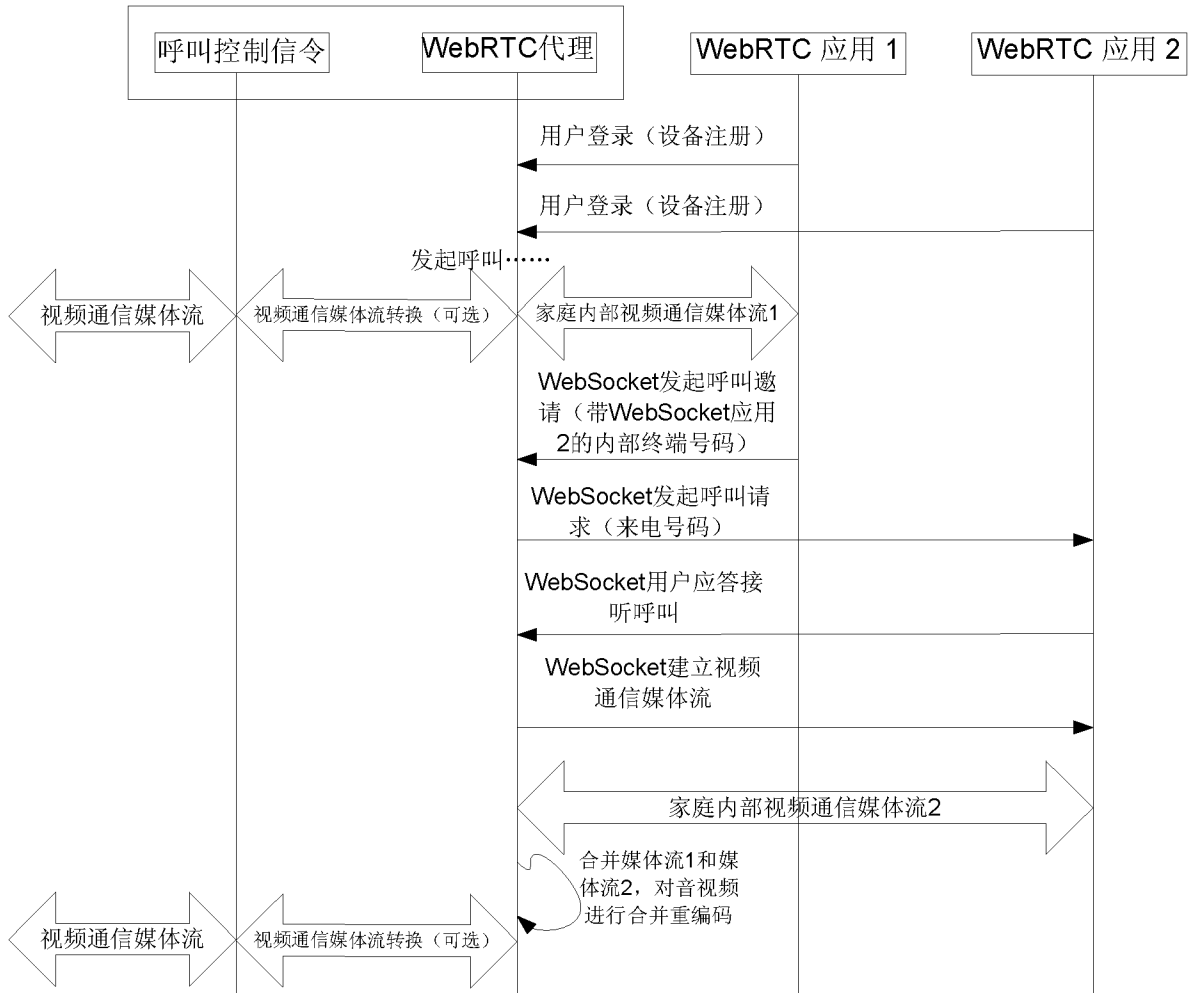 呼叫控制信令
WebRTC代理
WebRTC 应用 1
WebRTC 应用 2
用户登录（设备注册）
用户登录（设备注册）
发起呼叫……
视频通信媒体流
视频通信媒体流转换（可选）
家庭内部视频通信媒体流1
WebSocket发起呼叫邀
请（带WebSocket应用
2的内部终端号码）
WebSocket发起呼叫请
求（来电号码）
WebSocket用户应答接
听呼叫
WebSocket建立视频
通信媒体流
家庭内部视频通信媒体流2
合并媒体流1和媒
体流2，对音视频
进行合并重编码
视频通信媒体流
视频通信媒体流转换（可选）